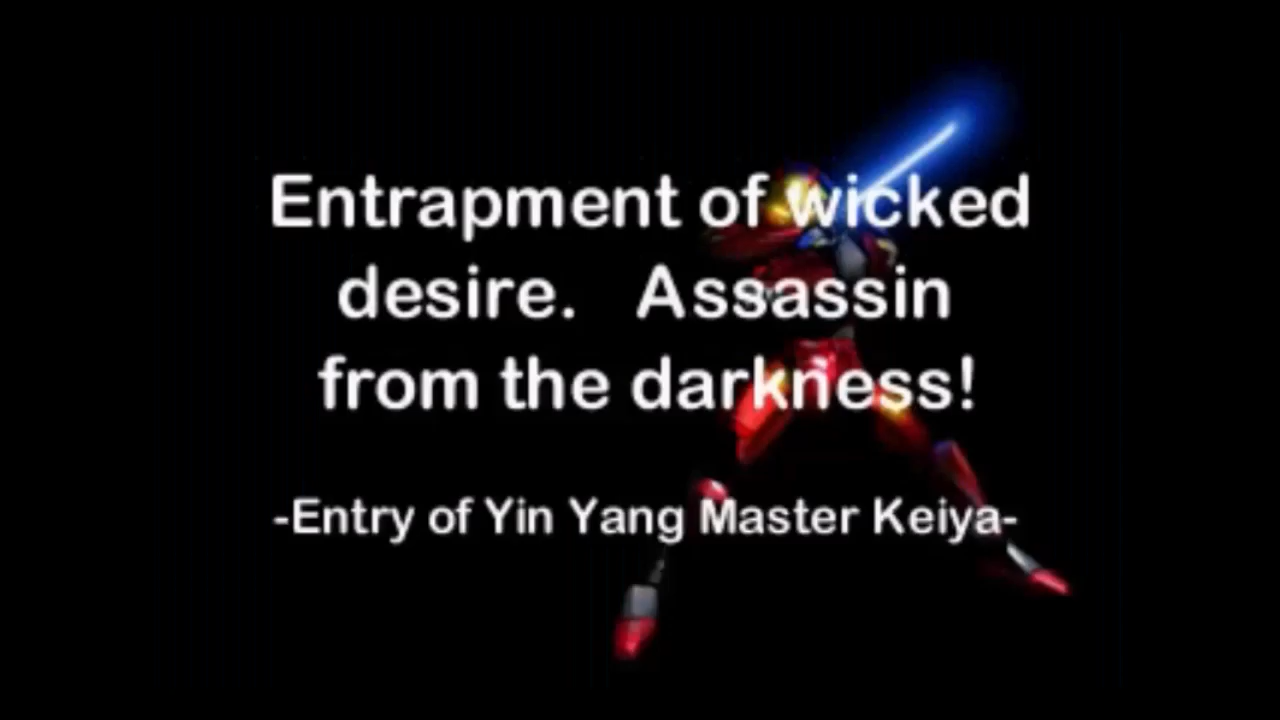 Entrapment of wicked
desire. Assassin
from the darkness!
-Entry of Yin Yang Master Keiya-